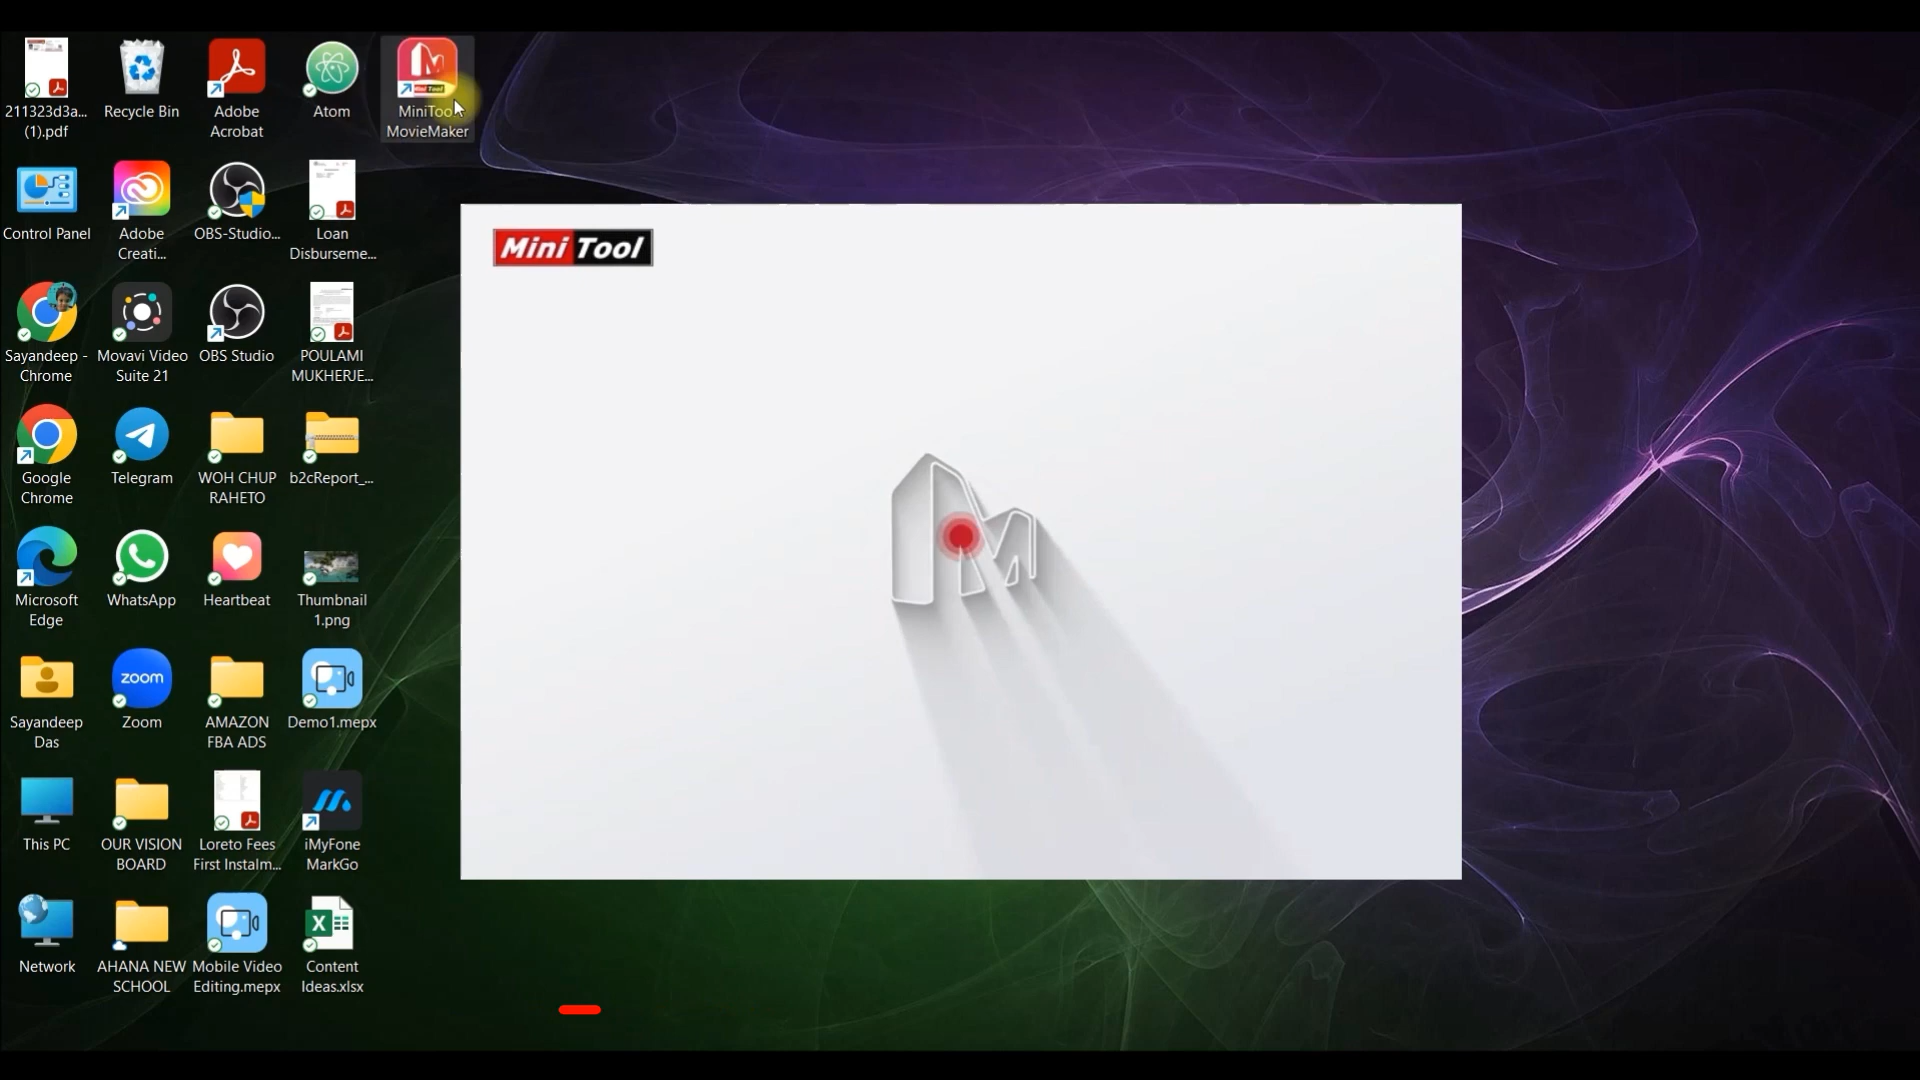 211323d3a...
(1).pdf
Recycle Bin
Adobe
Acrobat
Atom
MiniTool
MovieMaker
Control Panel
Adobe
Creati...
OBS-Studio...
Loan
Disburseme...
Mini Tool
Sayandeep -
Chrome
Movavi Video
Suite 21
OBS Studio
POULAMI
MUKHERJE...
Google
Chrome
Telegram
WOH CHUP
RAHETO
b2cReport_...
Microsoft
Edge
WhatsApp
Heartbeat
Thumbnail
1.png
Sayandeep
Das
zoom
Zoom
AMAZON
FBA ADS
Demo1.mepx
This PC
OUR VISION
BOARD
Loreto Fees
First Instalm...
iMyFone
MarkGo
Network
AHANA NEW
SCHOOL
Mobile Video
Editing.mepx
Content
Ideas.xlsx